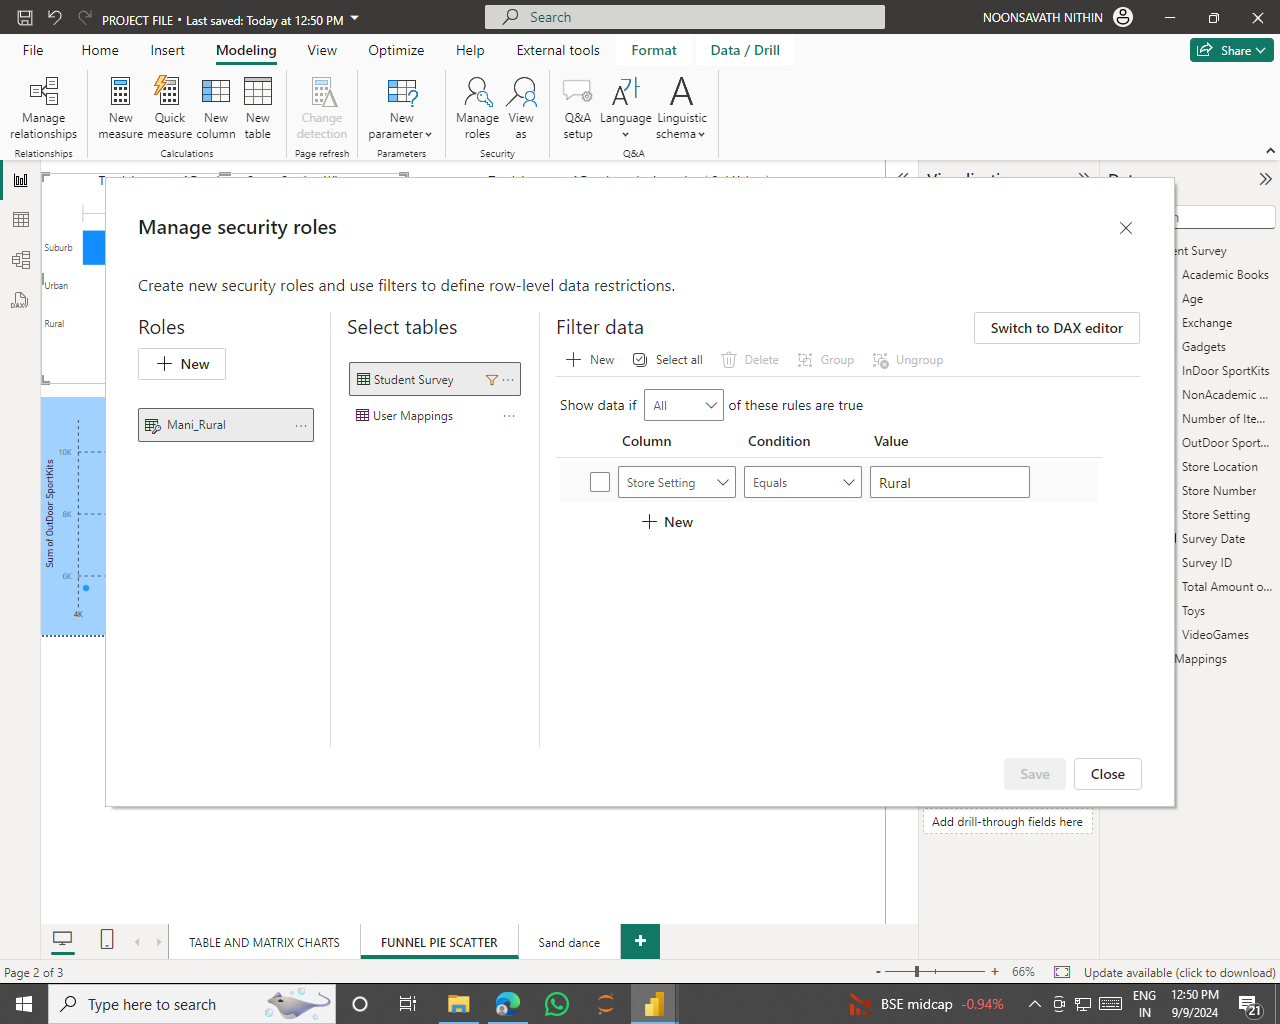 PROJECT FILE • Last saved: Today at 12:50 PM
Search
NOONSAVATH NITHIN
File Home Insert Modeling View Optimize Help External tools Format Data / Drill
Share
Manage relationships
New measure
Quick measure
New column
New table
Change detection
New parameter
Manage roles
View as
Q&A setup
Language
Linguistic schema
Relationships
Calculations
Page refresh
Parameters
Security
Q&A
Manage security roles
Create new security roles and use filters to define row-level data restrictions.
Roles
New
Mani_Rural
Select tables
Student Survey
User Mappings
Filter data
Switch to DAX editor
New Select all Delete Group Ungroup
Show data if All of these rules are true
Column Condition Value
Store Setting Equals Rural
New
Save Close
Suburb
Urban
Rural
Sum of OutDoor SportKits
10K
8K
6K
4K
nt Survey
Academic Books
Age
Exchange
Gadgets
InDoor SportKits
NonAcademic ...
Number of Ite...
OutDoor Sport...
Store Location
Store Number
Store Setting
Survey Date
Survey ID
Total Amount o...
Toys
VideoGames
Mappings
Add drill-through fields here
TABLE AND MATRIX CHARTS FUNNEL PIE SCATTER Sand dance
Page 2 of 3
66%
Update available (click to download)
Type here to search
BSE midcap -0.94%
ENG
IN
12:50 PM
9/9/2024
21